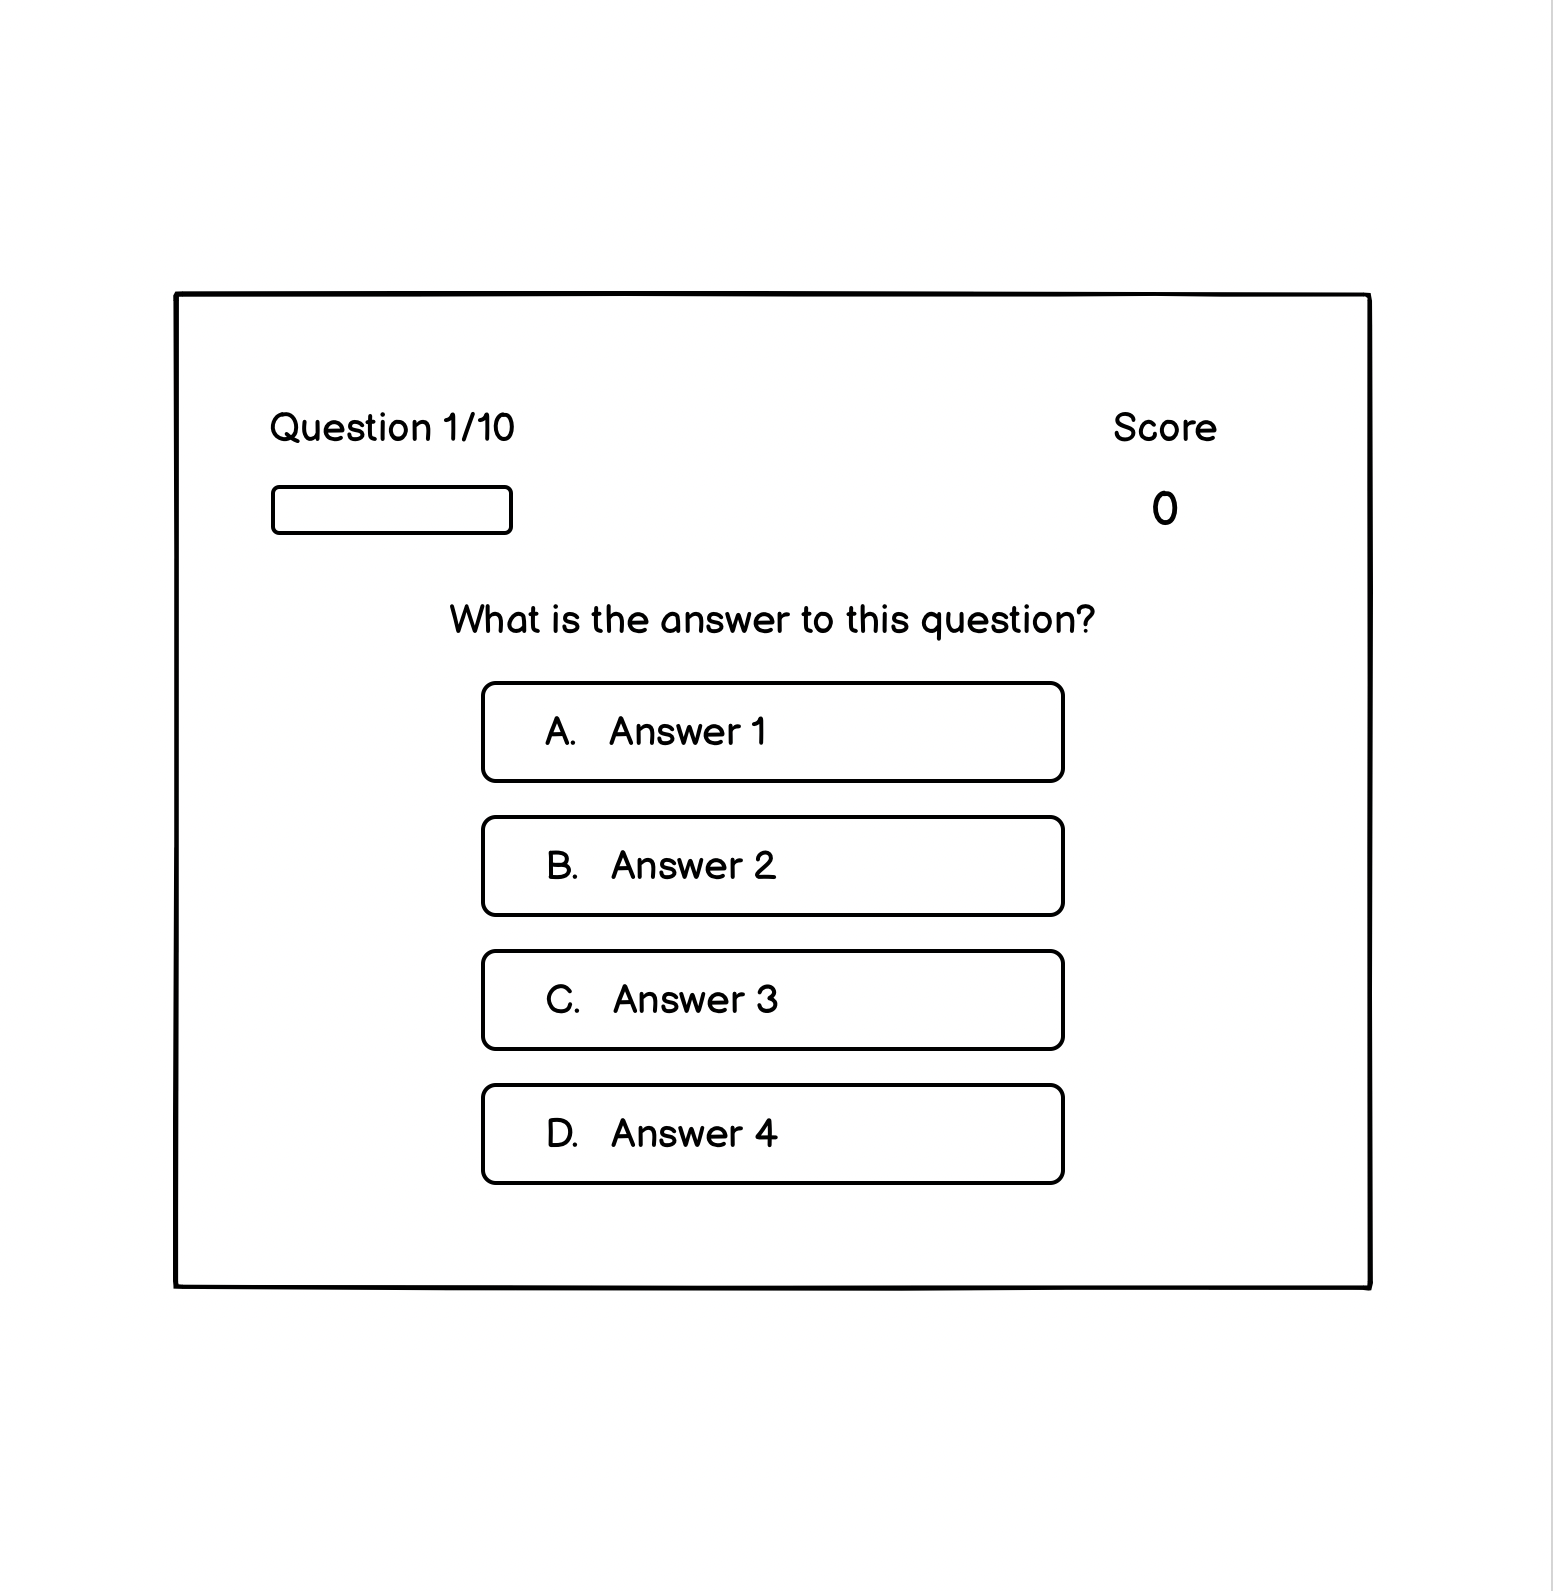 Question 1/10
Score
0
What is the answer to this question?
A. Answer 1
B. Answer 2
C. Answer 3
D. Answer 4